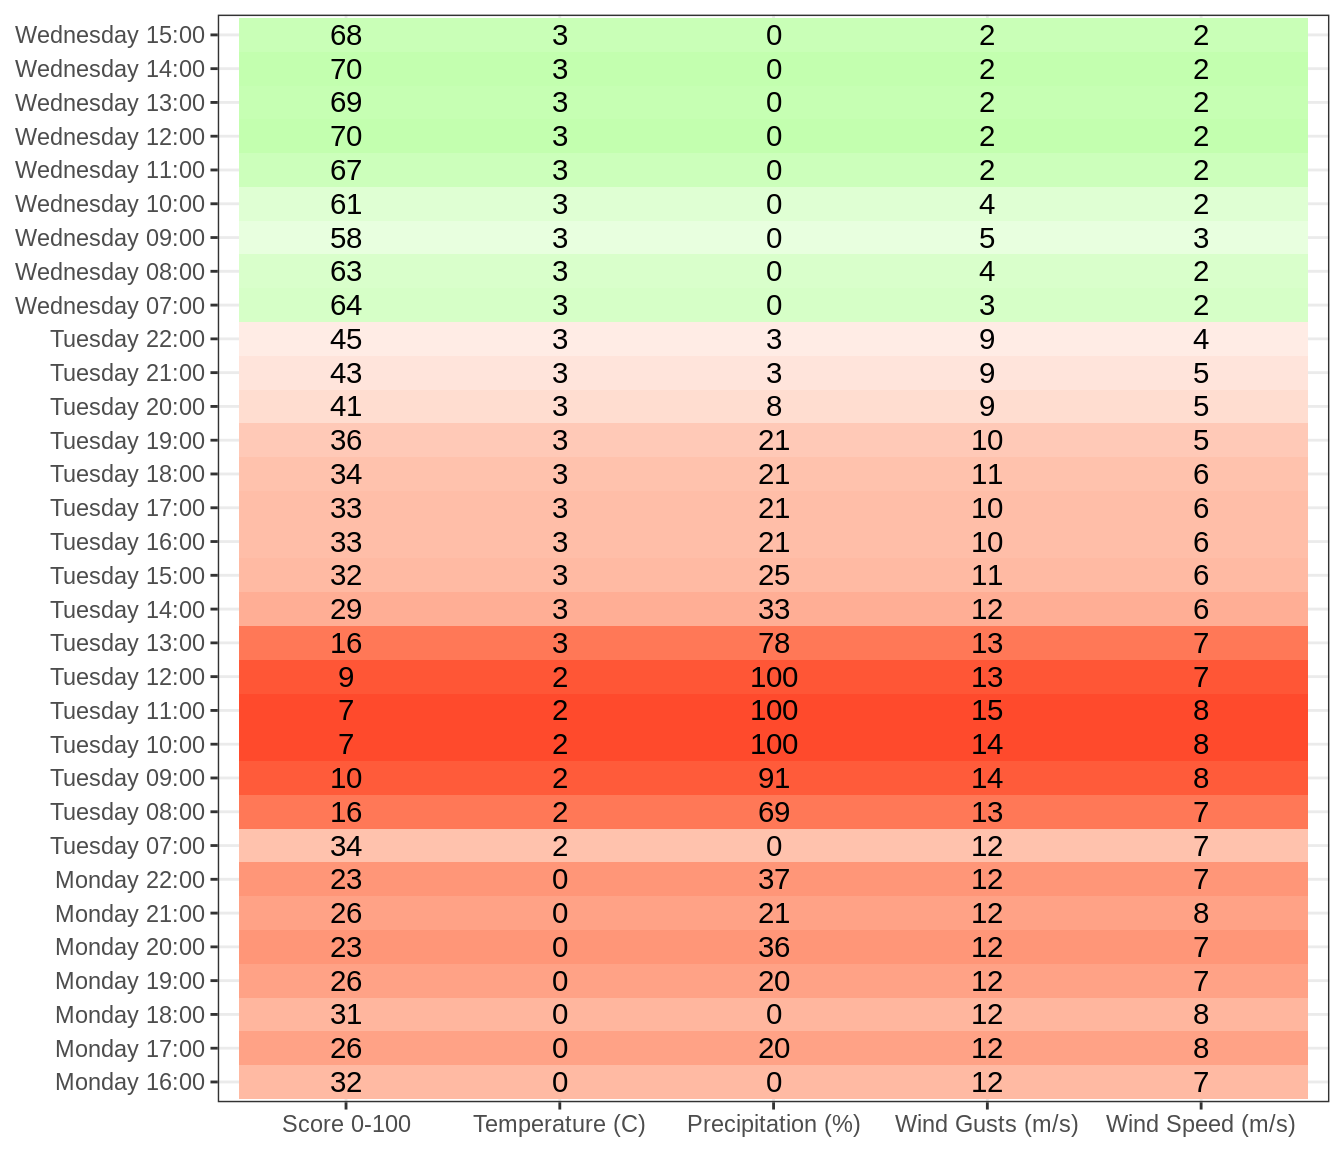 Wednesday 15:00 68 3 0 2 2
Wednesday 14:00 70 3 0 2 2
Wednesday 13:00 69 3 0 2 2
Wednesday 12:00 70 3 0 2 2
Wednesday 11:00 67 3 0 2 2
Wednesday 10:00 61 3 0 4 2
Wednesday 09:00 58 3 0 5 3
Wednesday 08:00 63 3 0 4 2
Wednesday 07:00 64 3 0 3 2
Tuesday 22:00 45 3 3 9 4
Tuesday 21:00 43 3 3 9 5
Tuesday 20:00 41 3 8 9 5
Tuesday 19:00 36 3 21 10 5
Tuesday 18:00 34 3 21 11 6
Tuesday 17:00 33 3 21 10 6
Tuesday 16:00 33 3 21 10 6
Tuesday 15:00 32 3 25 11 6
Tuesday 14:00 29 3 33 12 6
Tuesday 13:00 16 3 78 13 7
Tuesday 12:00 9 2 100 13 7
Tuesday 11:00 7 2 100 15 8
Tuesday 10:00 7 2 100 14 8
Tuesday 09:00 10 2 91 14 8
Tuesday 08:00 16 2 69 13 7
Tuesday 07:00 34 2 0 12 7
Monday 22:00 23 0 37 12 7
Monday 21:00 26 0 21 12 8
Monday 20:00 23 0 36 12 7
Monday 19:00 26 0 20 12 7
Monday 18:00 31 0 0 12 8
Monday 17:00 26 0 20 12 8
Monday 16:00 32 0 0 12 7
Score 0-100 Temperature (C) Precipitation (%) Wind Gusts (m/s) Wind Speed (m/s)